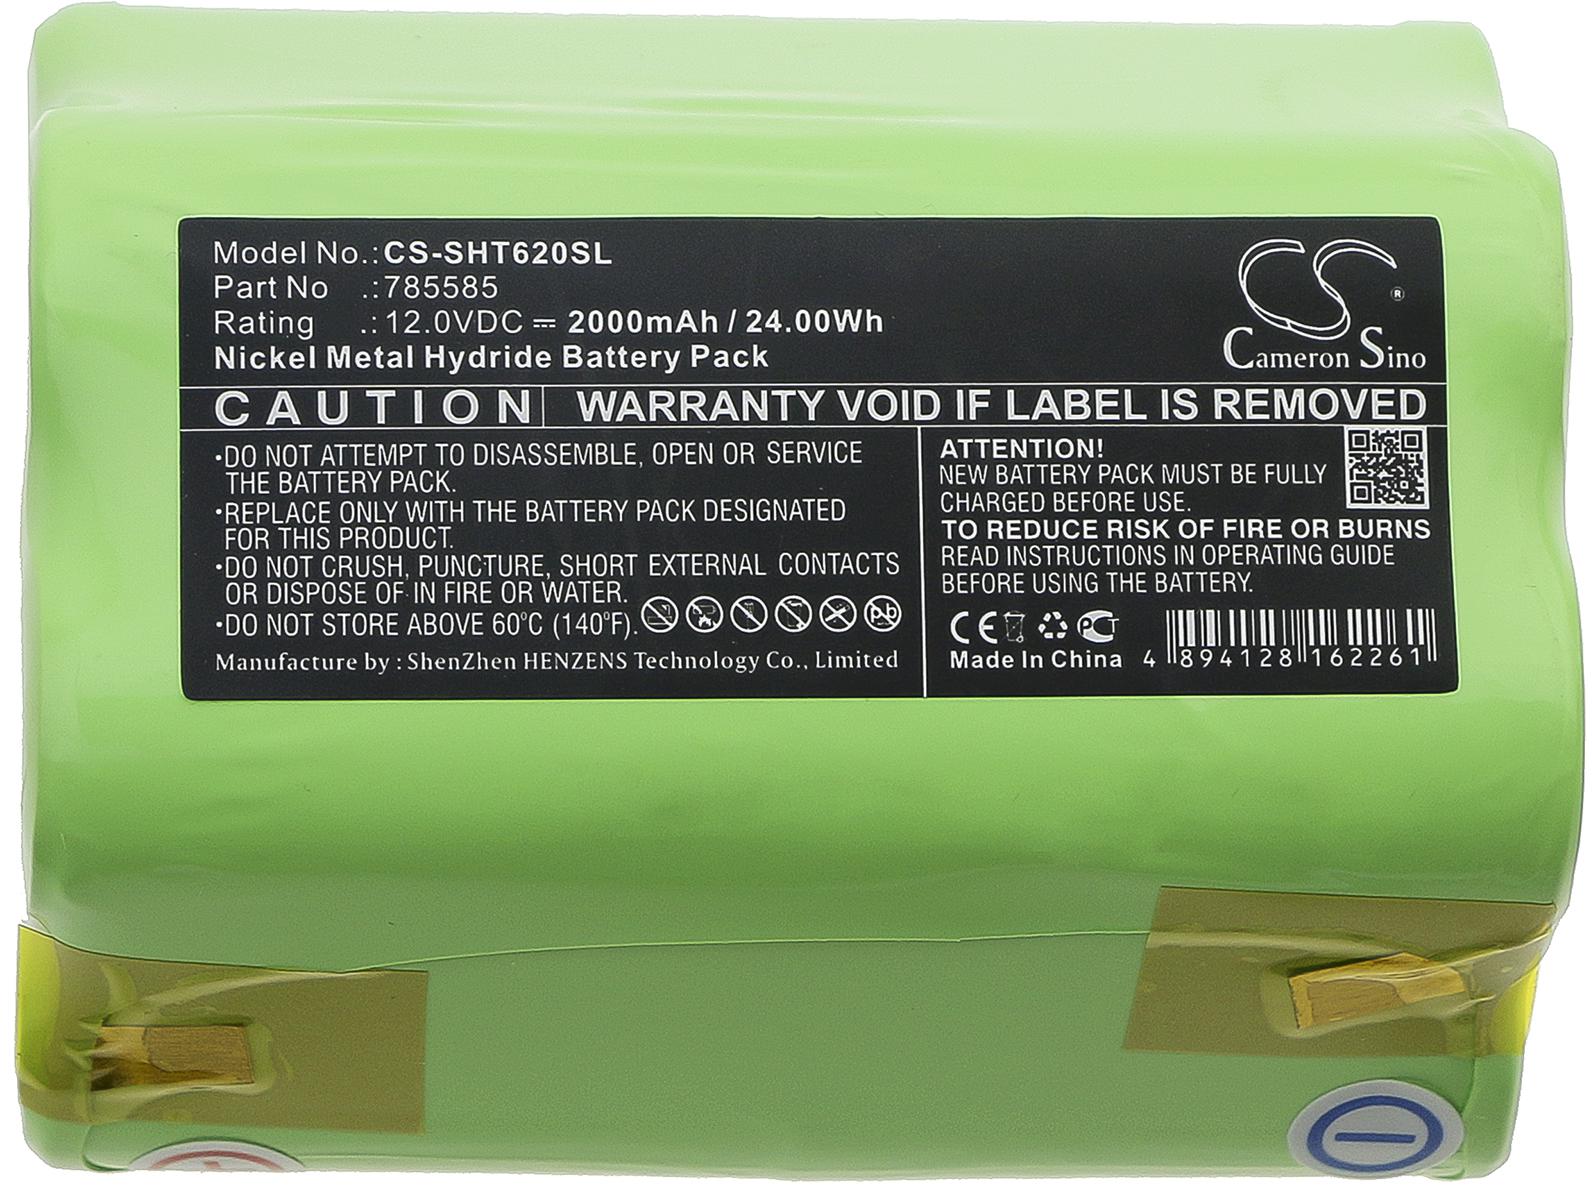 Model No.:CS-SHT620SL
Part No .:785585
Rating .:12.0VDC ⎓ 2000mAh / 24.00Wh
Nickel Metal Hydride Battery Pack
®
Cameron Sino
CAUTION
WARRANTY VOID IF LABEL IS REMOVED
•DO NOT ATTEMPT TO DISASSEMBLE, OPEN OR SERVICE
THE BATTERY PACK.
•REPLACE ONLY WITH THE BATTERY PACK DESIGNATED
FOR THIS PRODUCT.
•DO NOT CRUSH, PUNCTURE, SHORT EXTERNAL CONTACTS
OR DISPOSE OF IN FIRE OR WATER.
•DO NOT STORE ABOVE 60°C (140°F).
Pb
Manufacture by : ShenZhen HENZENS Technology Co., Limited
ATTENTION!
NEW BATTERY PACK MUST BE FULLY
CHARGED BEFORE USE.
TO REDUCE RISK OF FIRE OR BURNS
READ INSTRUCTIONS IN OPERATING GUIDE
BEFORE USING THE BATTERY.
CE
Made In China
4 894128 162261